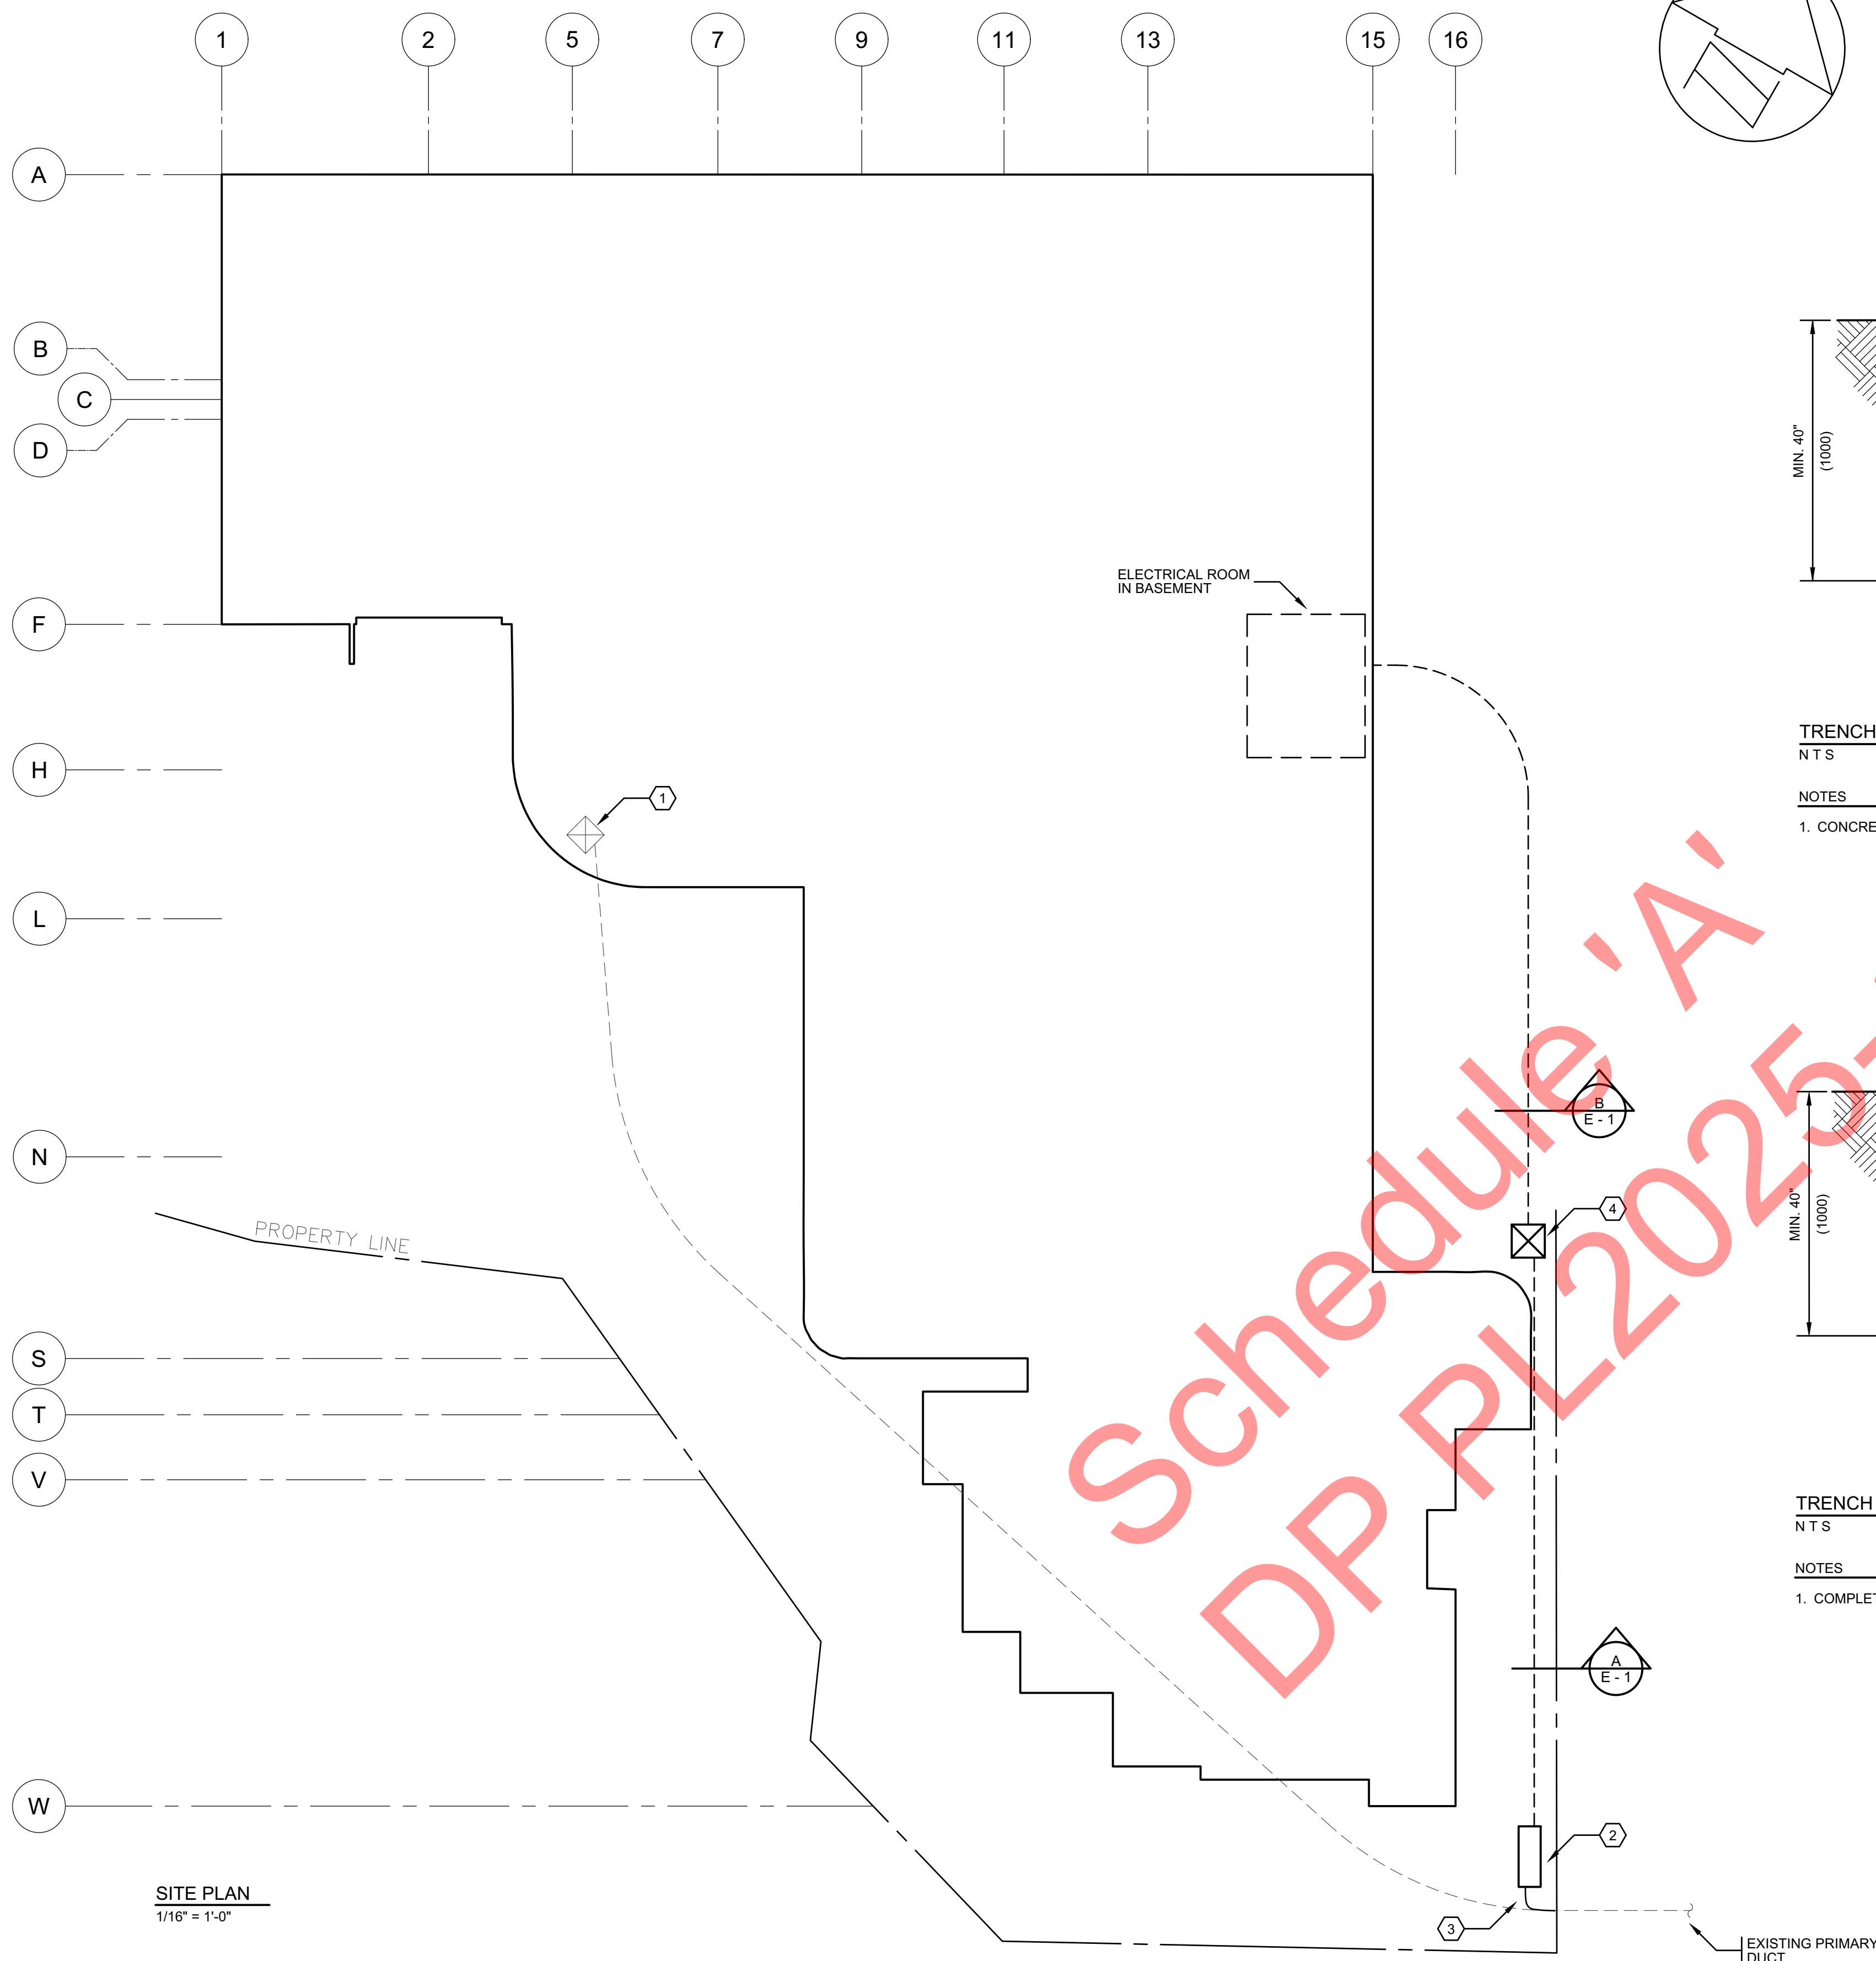 1 2 5 7 9 11 13 15 16
A
B
C
D
F
H
L
N
S
T
V
W
ELECTRICAL ROOM
IN BASEMENT
1
PROPERTY LINE
B
E - 1
4
A
E - 1
2
3
EXISTING PRIMARY
DUCT
SITE PLAN
1/16" = 1'-0"
MIN. 40"
(1000)
TRENCH
N T S
NOTES
1. CONCRE
MIN. 40"
(1000)
TRENCH
N T S
NOTES
1. COMPLET
Schedule 'A'
DP PL2025-